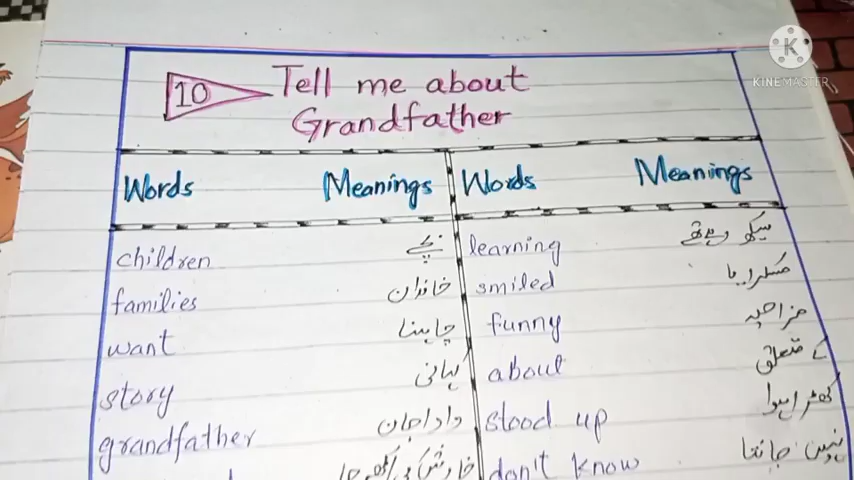 KINEMASTER
10 Tell me about
Grandfather
Words Meanings Words Meanings
children بچے learning سیکھ رہے تھے
families خاندان smiled مسکرایا
want چاہنا funny مزاحیہ
story کہانی about کے متعلق
grandfather داداجان stood up کھڑا ہوا
don't know نہیں جانتا